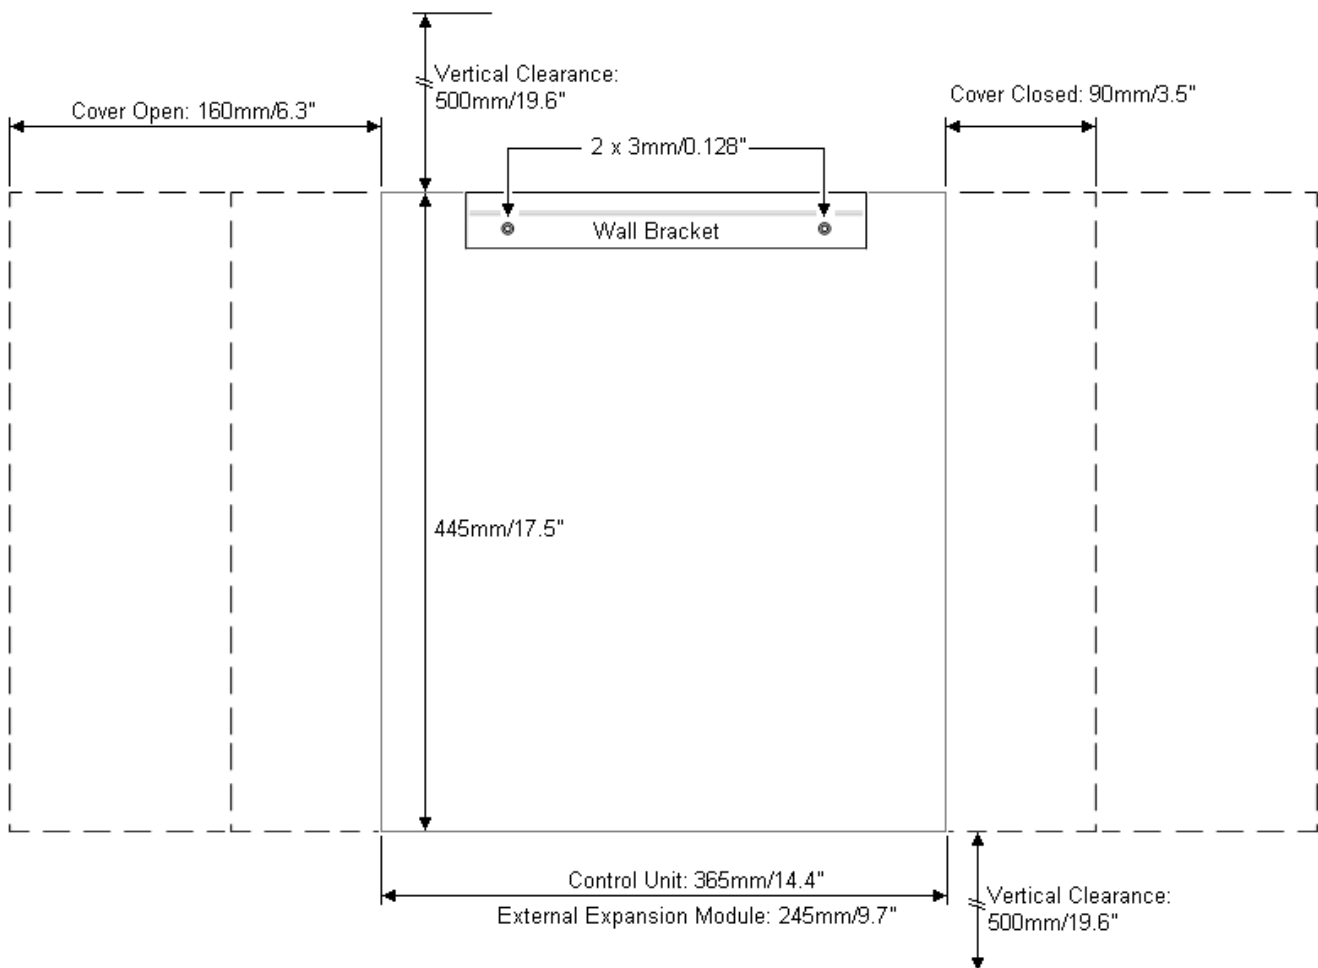 Vertical Clearance:
500mm/19.6"
Cover Open: 160mm/6.3"
Cover Closed: 90mm/3.5"
2 x 3mm/0.128"
Wall Bracket
445mm/17.5"
Control Unit: 365mm/14.4"
External Expansion Module: 245mm/9.7"
Vertical Clearance:
500mm/19.6"